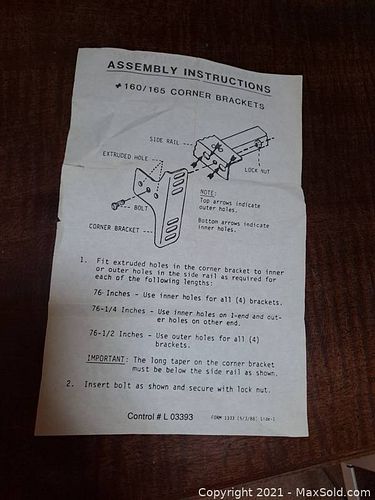 ASSEMBLY INSTRUCTIONS
#160/165 CORNER BRACKETS
SIDE RAIL
EXTRUDED HOLE
LOCK NUT
NOTE:
Top arrows indicate
outer holes.
BOLT
Bottom arrows indicate
inner holes.
CORNER BRACKET
1. Fit extruded holes in the corner bracket to inner
or outer holes in the side rail as required for
each of the following lengths:
76 Inches - Use inner holes for all (4) brackets.
76-1/4 Inches - Use inner holes on 1-end and out-
er holes on other end.
76-1/2 Inches - Use outer holes for all (4)
brackets.
IMPORTANT: The long taper on the corner bracket
must be below the side rail as shown.
2. Insert bolt as shown and secure with lock nut.
Control # L 03393
FORM (5/3/88)
Copyright © 2021 - MaxSold.com